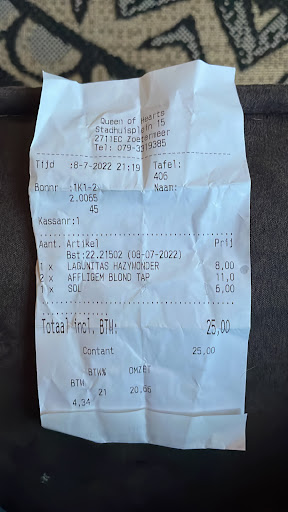 Queen of Hearts
Stadhuisplein 15
2711EC Zoetermeer
Tel: 079-3319385
Tijd :8-7-2022 21:19 Tafel:
406
Bonnr :1K1-2 Naam:
2.0065
45
Kassanr:1
Aant. Artikel Prij
Bst:22.21502 (08-07-2022)
1 x LAGUNITAS HAZYWONDER 8,00
2 x AFFLIGEM BLOND TAP 11,0
1 x SOL 6,00
Totaal incl. BTW: 25,00
Contant 25,00
BTW% OMZET
BTW
21 20,66
4,34